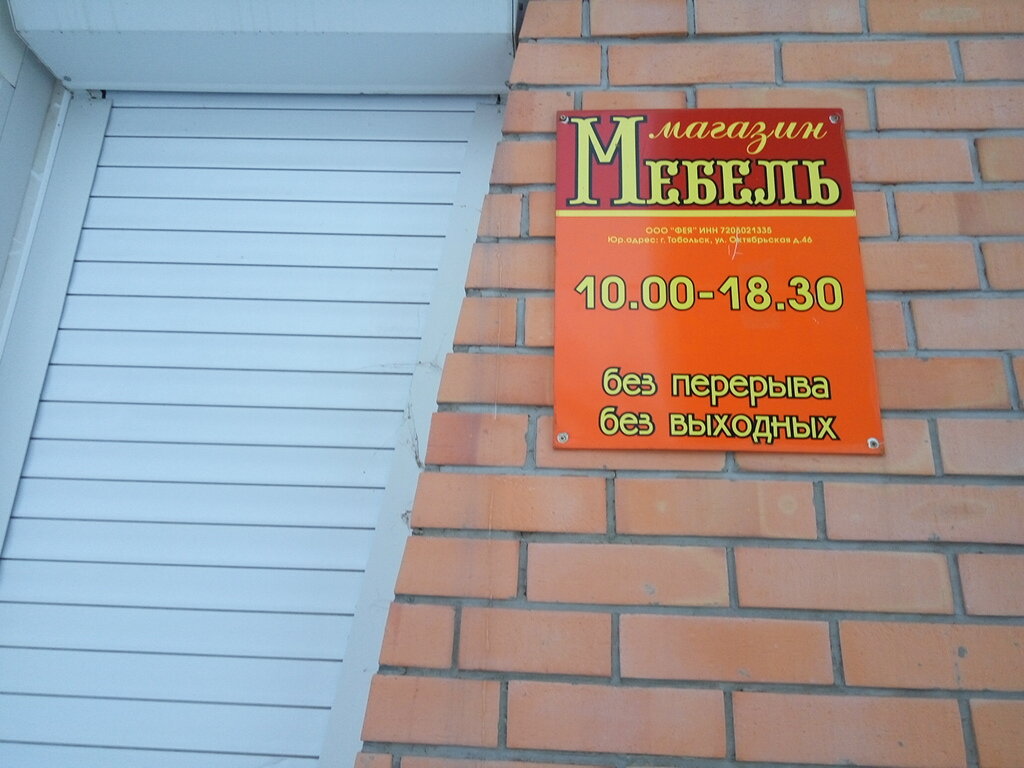 магазин
МЕБЕЛЬ
ООО "ФЕЯ" ИНН 7206021335
Юр.адрес: г. Тобольск, ул. Октябрьская д.46
10.00-18.30
без перерыва
без выходных